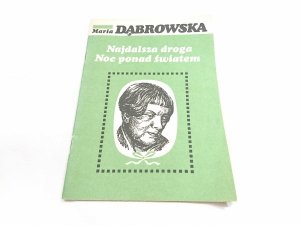 Maria DĄBROWSKA
Najdalsza droga
Noc ponad światem